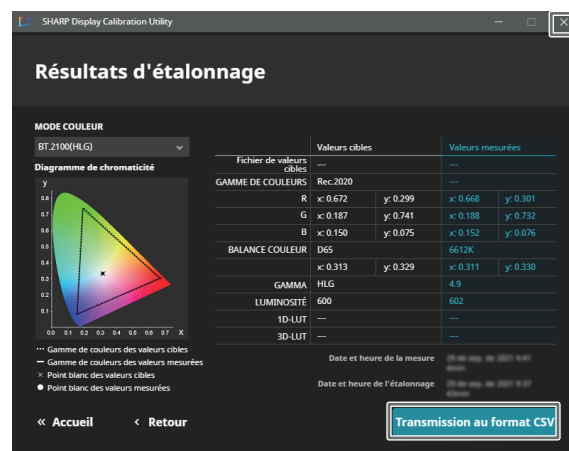 SHARP Display Calibration Utility
Résultats d'étalonnage
MODE COULEUR
BT.2100(HLG)
Diagramme de chromaticité
y
0.8
0.7
0.6
0.5
0.4
0.3
0.2
0.1
0.0 0.1 0.2 0.3 0.4 0.5 0.6 0.7 X
Gamme de couleurs des valeurs cibles
Gamme de couleurs des valeurs mesurées
Point blanc des valeurs cibles
Point blanc des valeurs mesurées
Valeurs cibles Valeurs mesurées
Fichier de valeurs cibles --- ---
GAMME DE COULEURS Rec.2020 ---
R x: 0.672 y: 0.299 x: 0.668 y: 0.301
G x: 0.187 y: 0.741 x: 0.188 y: 0.732
B x: 0.150 y: 0.075 x: 0.152 y: 0.076
BALANCE COULEUR D65 6612K
x: 0.313 y: 0.329 x: 0.311 y: 0.330
GAMMA HLG 4.9
LUMINOSITÉ 600 602
1D-LUT --- ---
3D-LUT --- ---
Date et heure de la mesure
Date et heure de l'étalonnage
« Accueil
‹ Retour
Transmission au format CSV